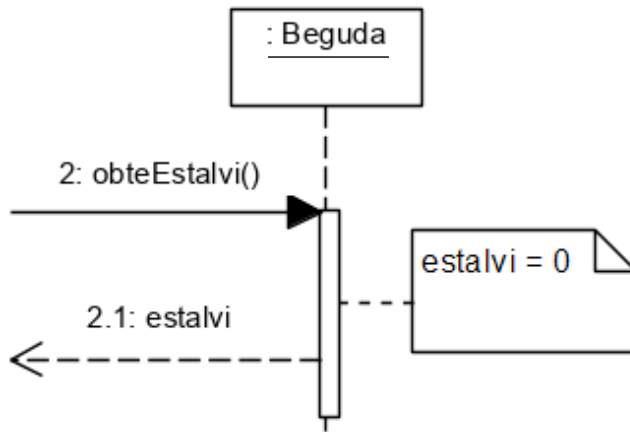 : Beguda
2: obteEstalvi()
estalvi = 0
2.1: estalvi